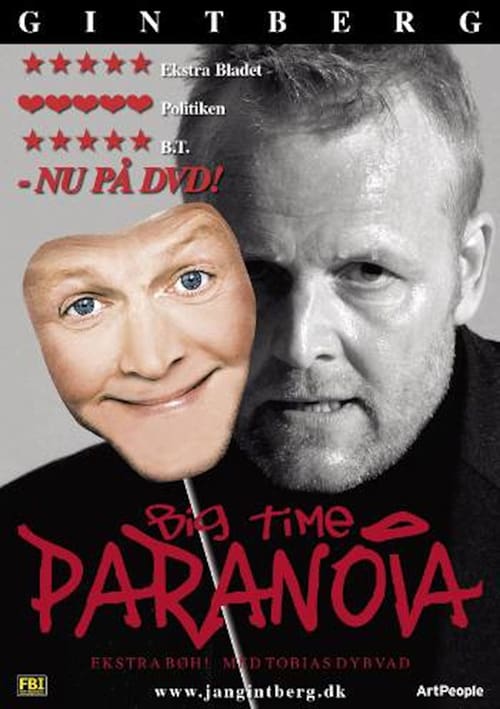 GINTBERG
Ekstra Bladet
Politiken
B.T.
- NU PÅ DVD!
BIG TIME
PARANOIA
EKSTRA BØH! MED TOBIAS DYBVAD
FBI
www.jangintberg.dk
ArtPeople